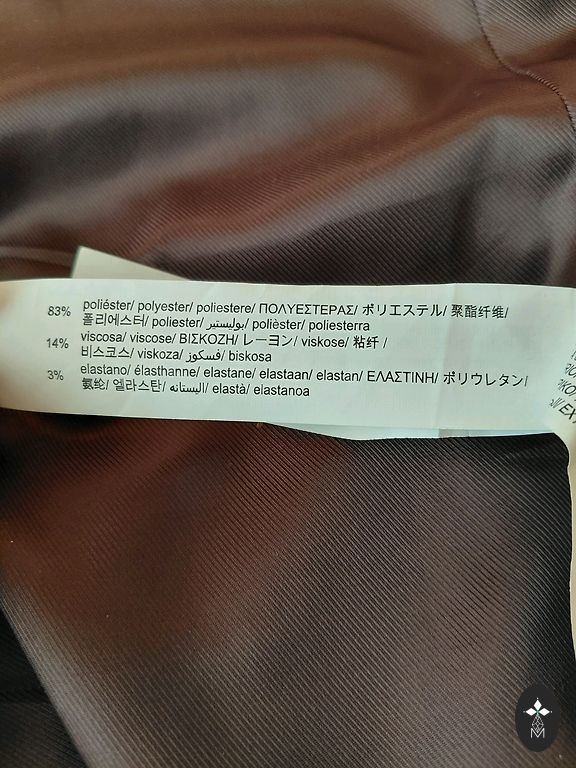 83% poliéster/ polyester/ poliestere/ ΠΟΛΥΕΣΤΕΡΑΣ/ ポリエステル/ 聚酯纤维/
폴리에스터/ poliester/ بوليستير/ polièster/ poliesterra
14% viscosa/ viscose/ ΒΙΣΚΟΖΗ/ レーヨン/ viskose/ 粘纤 /
비스코스/ viskoza/ فسكوز/ biskosa
3% elastano/ élasthanne/ elastane/ elastaan/ elastan/ ΕΛΑΣΤΙΝΗ/ ポリウレタン/
氨纶/ 엘라스탄/ اليستانه/ elastà/ elastanoa
M